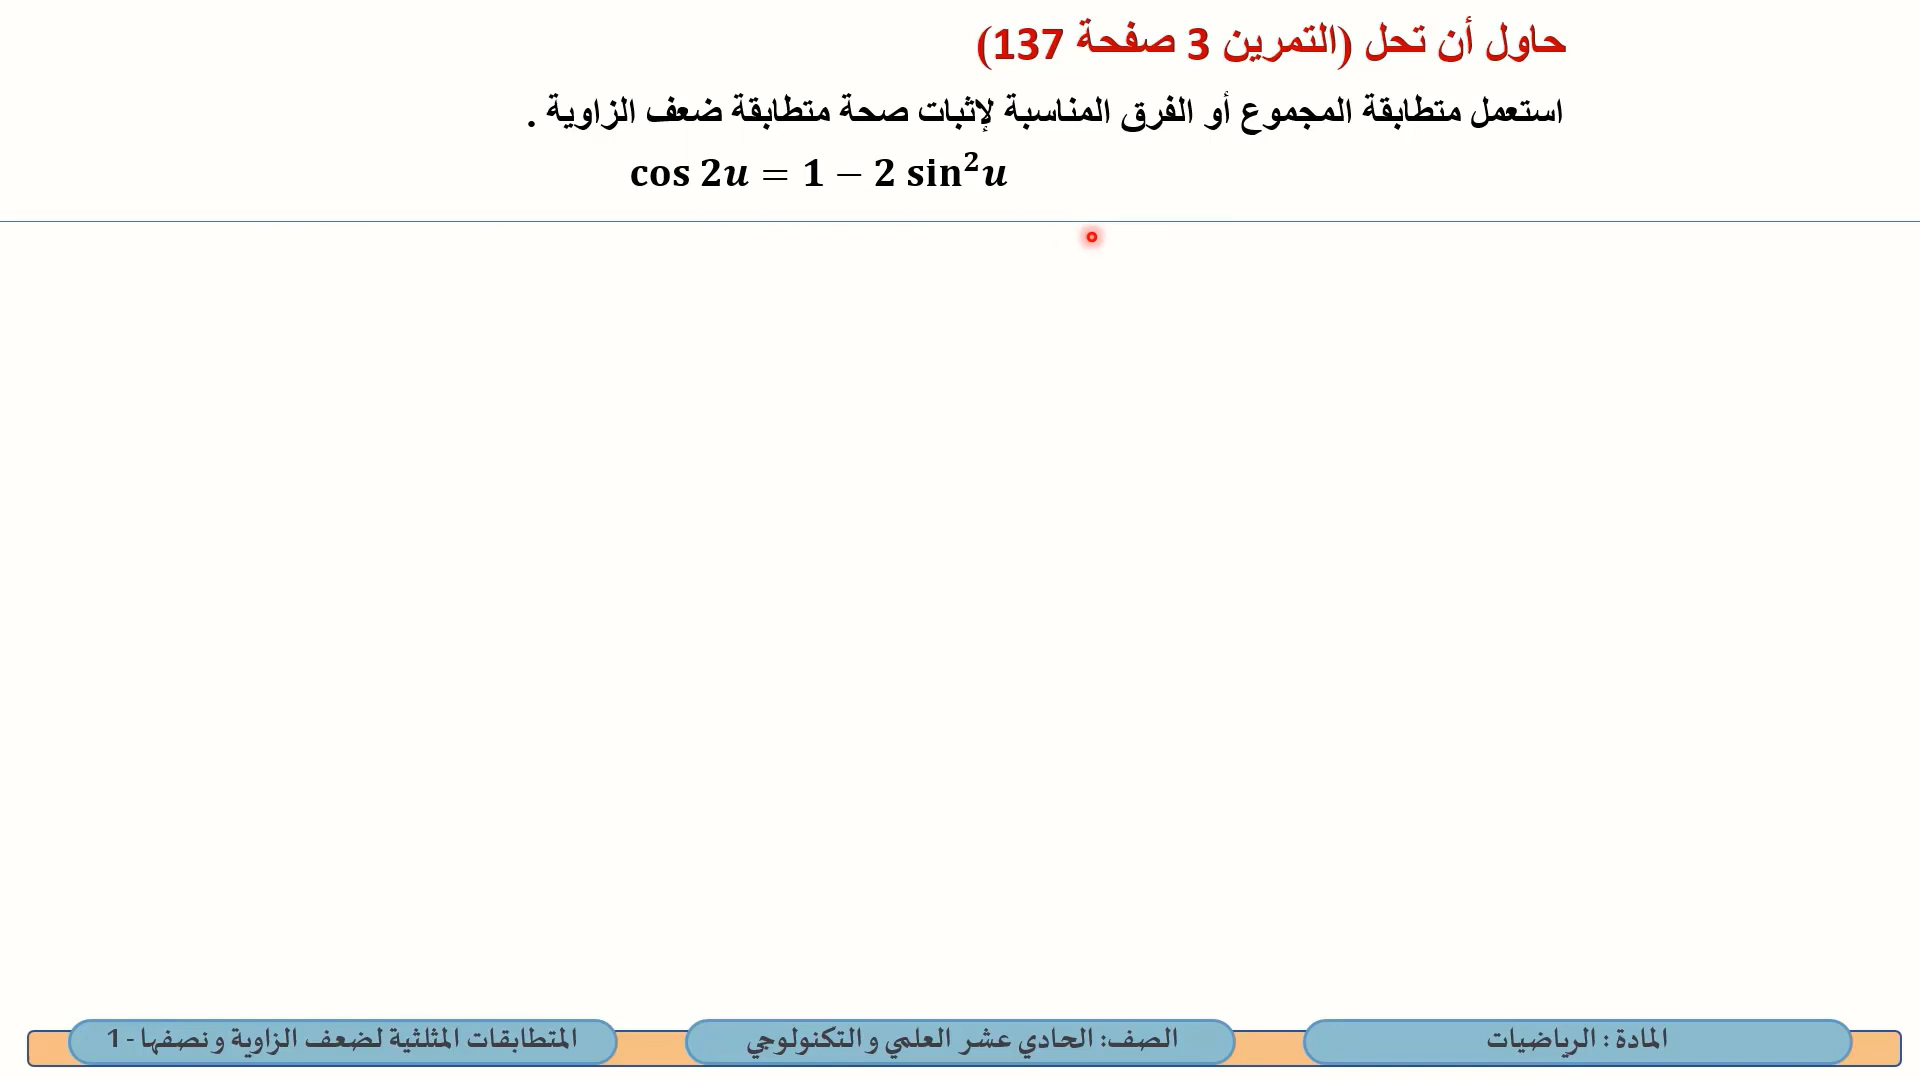 حاول أن تحل (التمرين 3 صفحة 137)
استعمل متطابقة المجموع أو الفرق المناسبة لإثبات صحة متطابقة ضعف الزاوية .
cos 2u = 1 − 2 sin²u
المادة : الرياضيات
الصف: الحادي عشر العلمي والتكنولوجي
المتطابقات المثلثية لضعف الزاوية ونصفها - 1